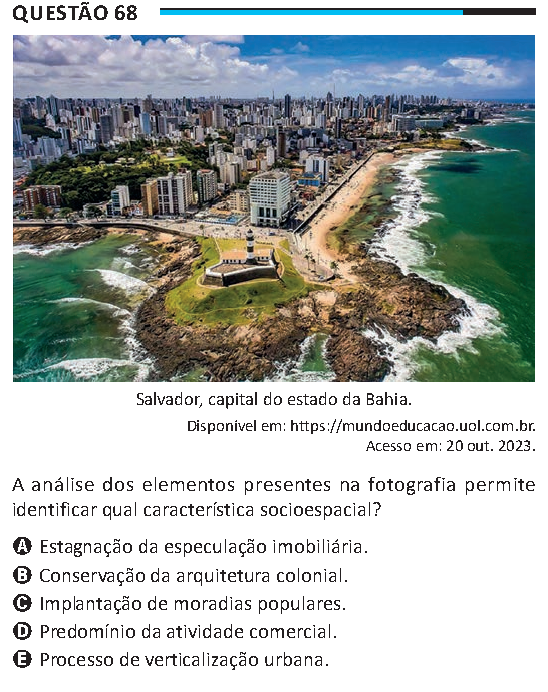 QUESTÃO 68
Salvador, capital do estado da Bahia.
Disponível em: https://mundoeducacao.uol.com.br.
Acesso em: 20 out. 2023.
A análise dos elementos presentes na fotografia permite
identificar qual característica socioespacial?
A Estagnação da especulação imobiliária.
B Conservação da arquitetura colonial.
C Implantação de moradias populares.
D Predomínio da atividade comercial.
E Processo de verticalização urbana.